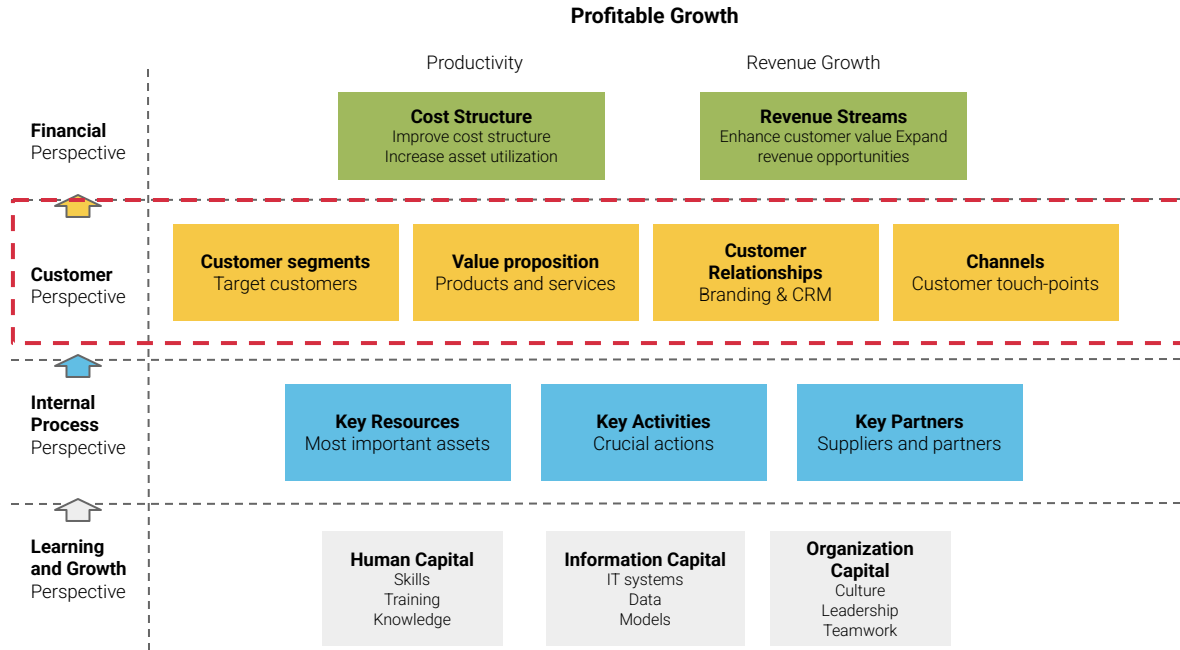 Profitable Growth
Productivity
Revenue Growth
Financial
Perspective
Cost Structure
Improve cost structure
Increase asset utilization
Revenue Streams
Enhance customer value Expand
revenue opportunities
Customer
Perspective
Customer segments
Target customers
Value proposition
Products and services
Customer
Relationships
Branding & CRM
Channels
Customer touch-points
Internal
Process
Perspective
Key Resources
Most important assets
Key Activities
Crucial actions
Key Partners
Suppliers and partners
Learning
and Growth
Perspective
Human Capital
Skills
Training
Knowledge
Information Capital
IT systems
Data
Models
Organization
Capital
Culture
Leadership
Teamwork